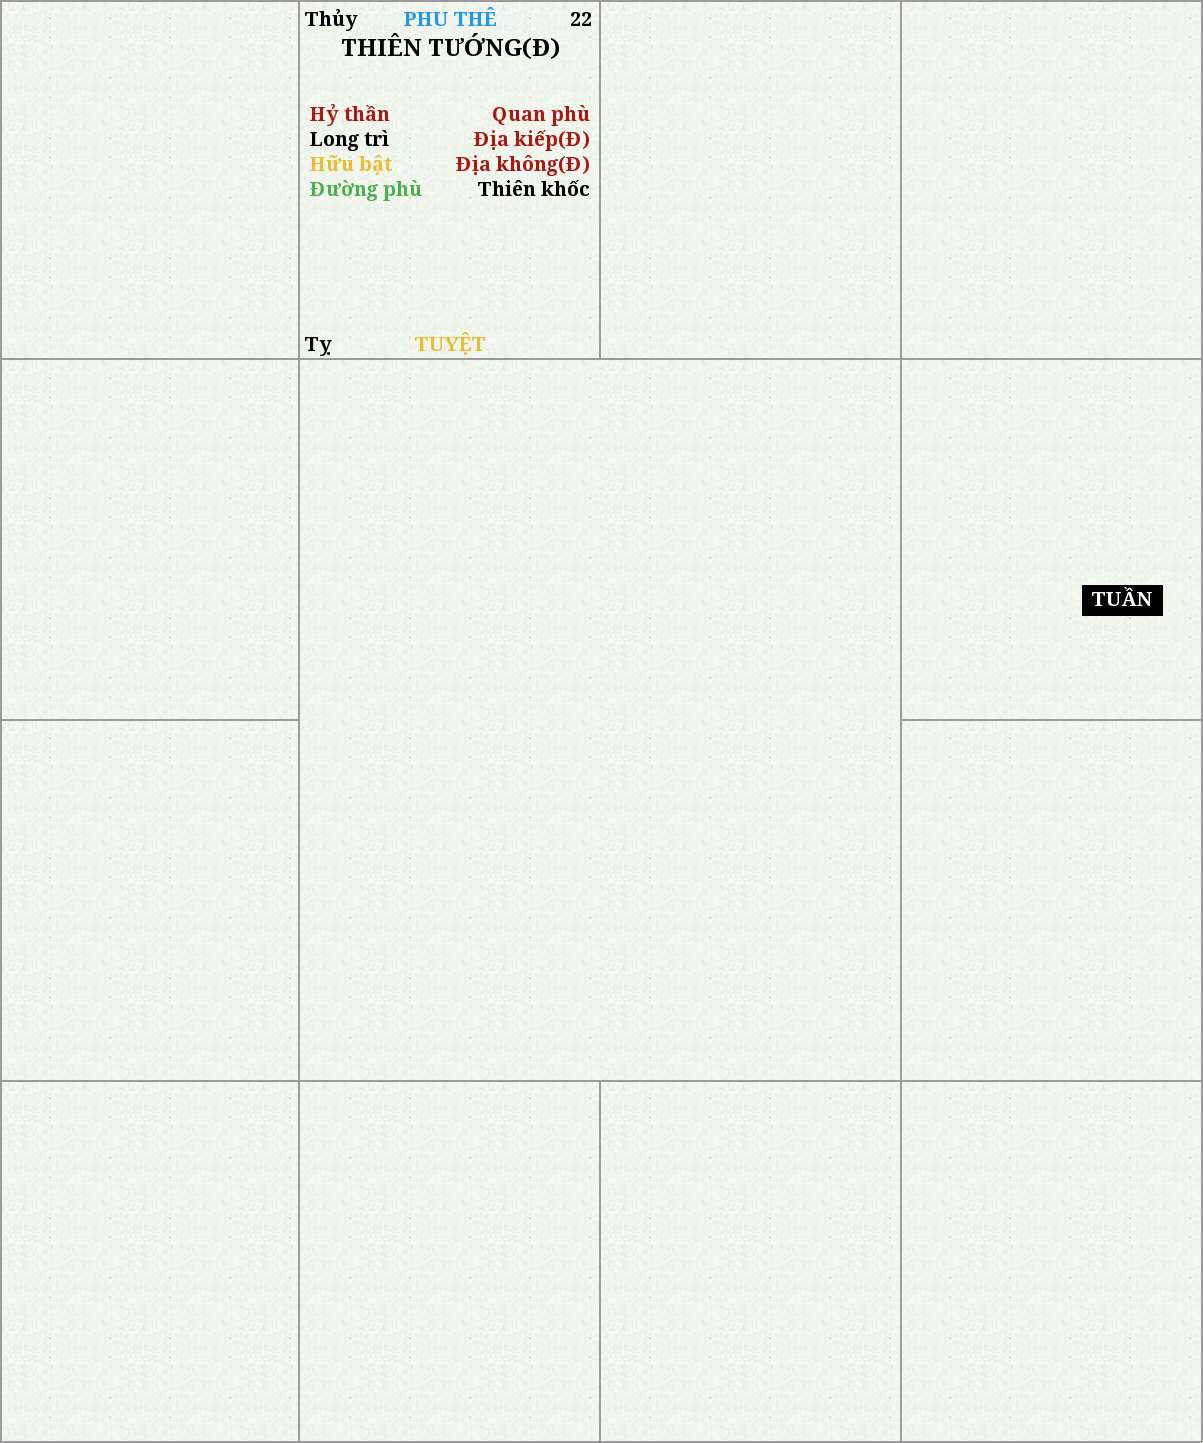 Thủy PHU THÊ 22
THIÊN TƯỚNG(Đ)
Hỷ thần Quan phù
Long trì Địa kiếp(Đ)
Hữu bật Địa không(Đ)
Đường phù Thiên khốc
Tỵ TUYỆT
TUẦN